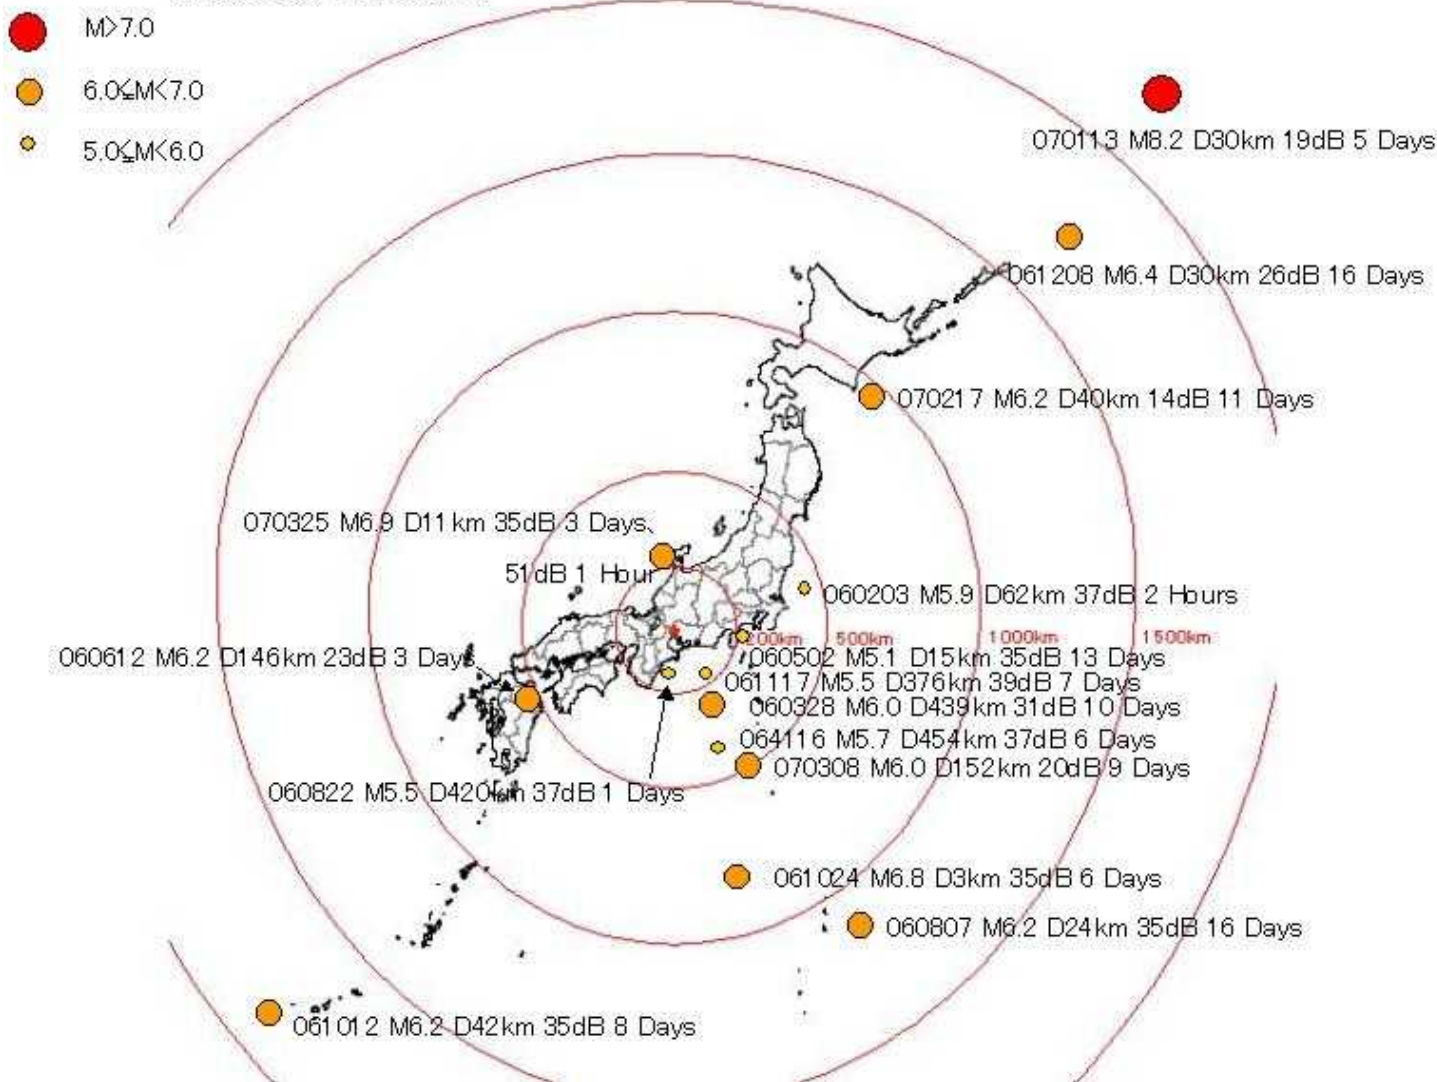 M>7.0
6.0≦M<7.0
5.0≦M<6.0
070113 M8.2 D30km 19dB 5 Days
061208 M6.4 D30km 26dB 16 Days
070217 M6.2 D40km 14dB 11 Days
070325 M6.9 D11km 35dB 3 Days、
51dB 1 Hour
060203 M5.9 D62km 37dB 2 Hours
200km 500km 1000km 1500km
060612 M6.2 D146km 23dB 3 Days
060502 M5.1 D15km 35dB 13 Days
061117 M5.5 D376km 39dB 7 Days
060328 M6.0 D439km 31dB 10 Days
064116 M5.7 D454km 37dB 6 Days
070308 M6.0 D152km 20dB 9 Days
060822 M5.5 D420km 37dB 1 Days
061024 M6.8 D3km 35dB 6 Days
060807 M6.2 D24km 35dB 16 Days
061012 M6.2 D42km 35dB 8 Days